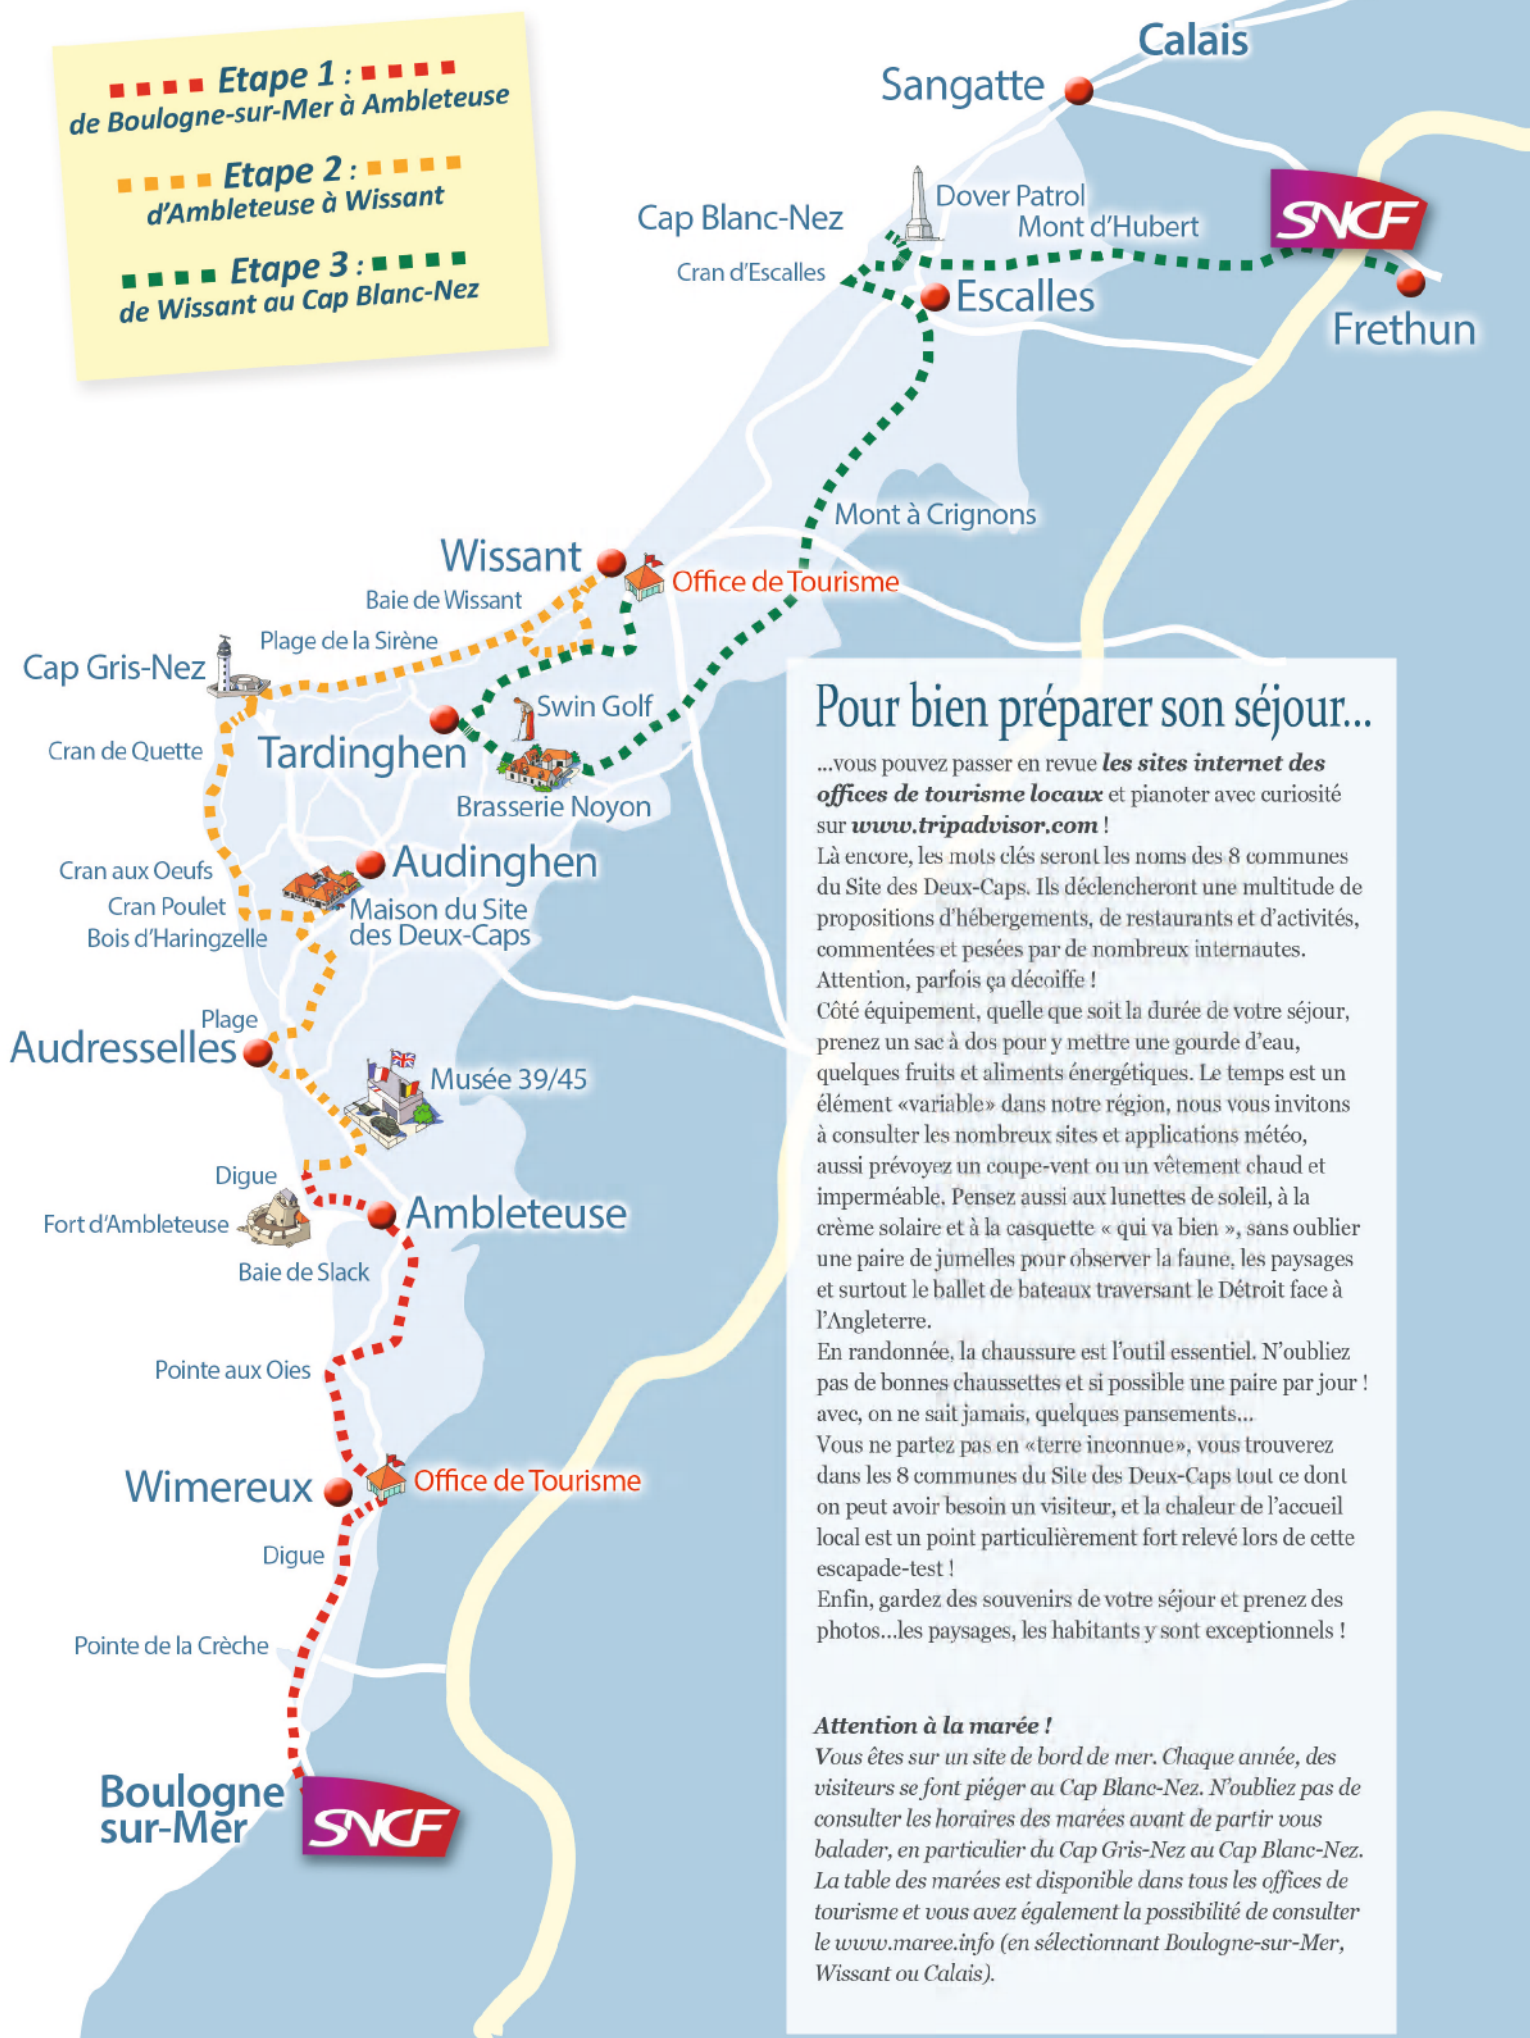 Etape 1 :
de Boulogne-sur-Mer à Ambleteuse
Etape 2 :
d'Ambleteuse à Wissant
Etape 3 :
de Wissant au Cap Blanc-Nez
Calais
Sangatte
Dover Patrol
Cap Blanc-Nez
Mont d'Hubert
SNCF
Cran d'Escalles
Escalles
Frethun
Mont à Crignons
Wissant
Office de Tourisme
Baie de Wissant
Plage de la Sirène
Cap Gris-Nez
Swin Golf
Cran de Quette
Tardinghen
Brasserie Noyon
Audinghen
Cran aux Oeufs
Cran Poulet
Maison du Site
des Deux-Caps
Bois d'Haringzelle
Plage
Audresselles
Musée 39/45
Digue
Fort d'Ambleteuse
Ambleteuse
Baie de Slack
Pointe aux Oies
Wimereux
Office de Tourisme
Digue
Pointe de la Crèche
Boulogne
sur-Mer
SNCF
Pour bien préparer son séjour...
...vous pouvez passer en revue les sites internet des
offices de tourisme locaux et pianoter avec curiosité
sur www.tripadvisor.com !
Là encore, les mots clés seront les noms des 8 communes
du Site des Deux-Caps. Ils déclencheront une multitude de
propositions d'hébergements, de restaurants et d'activités,
commentées et pesées par de nombreux internautes.
Attention, parfois ça décoiffe !
Côté équipement, quelle que soit la durée de votre séjour,
prenez un sac à dos pour y mettre une gourde d'eau,
quelques fruits et aliments énergétiques. Le temps est un
élément «variable» dans notre région, nous vous invitons
à consulter les nombreux sites et applications météo,
aussi prévoyez un coupe-vent ou un vêtement chaud et
imperméable. Pensez aussi aux lunettes de soleil, à la
crème solaire et à la casquette « qui va bien », sans oublier
une paire de jumelles pour observer la faune, les paysages
et surtout le ballet de bateaux traversant le Détroit face à
l'Angleterre.
En randonnée, la chaussure est l'outil essentiel. N'oubliez
pas de bonnes chaussettes et si possible une paire par jour !
avec, on ne sait jamais, quelques pansements...
Vous ne partez pas en «terre inconnue», vous trouverez
dans les 8 communes du Site des Deux-Caps tout ce dont
on peut avoir besoin un visiteur, et la chaleur de l'accueil
local est un point particulièrement fort relevé lors de cette
escapade-test !
Enfin, gardez des souvenirs de votre séjour et prenez des
photos...les paysages, les habitants y sont exceptionnels !
Attention à la marée !
Vous êtes sur un site de bord de mer. Chaque année, des
visiteurs se font piéger au Cap Blanc-Nez. N'oubliez pas de
consulter les horaires des marées avant de partir vous
balader, en particulier du Cap Gris-Nez au Cap Blanc-Nez.
La table des marées est disponible dans tous les offices de
tourisme et vous avez également la possibilité de consulter
le www.maree.info (en sélectionnant Boulogne-sur-Mer,
Wissant ou Calais).